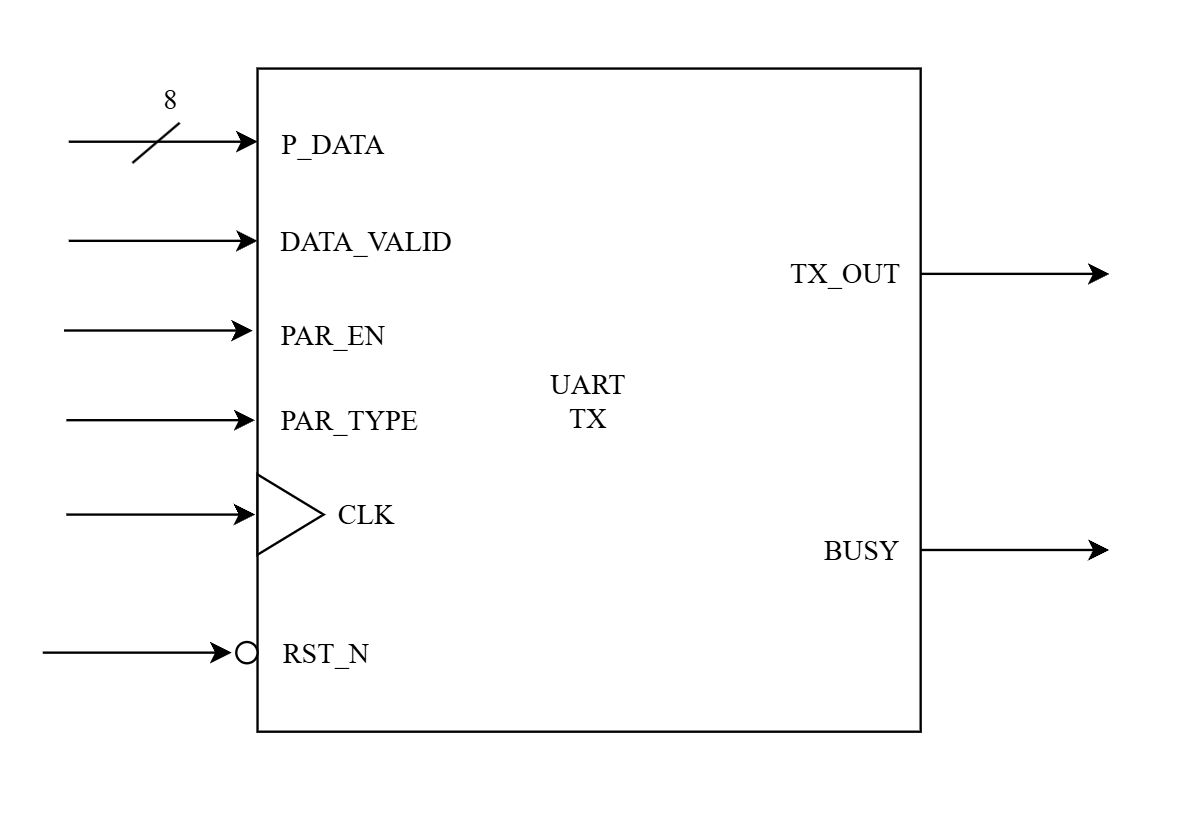 8
P_DATA
DATA_VALID
TX_OUT
PAR_EN
UART
TX
PAR_TYPE
CLK
BUSY
RST_N